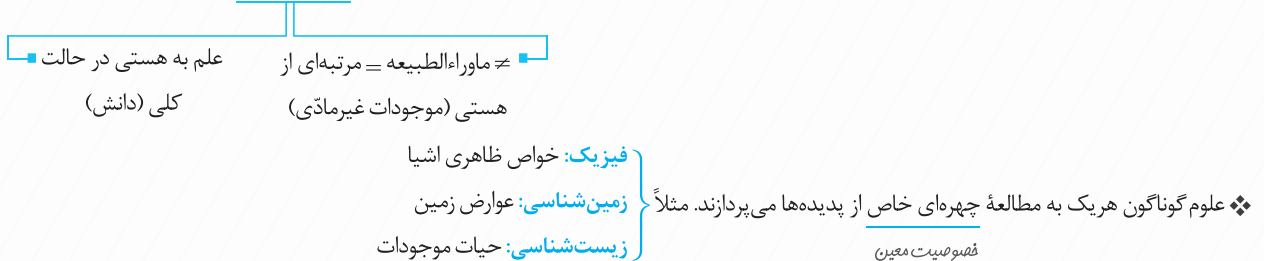 ≠ ماوراءالطبیعه = مرتبه‌ای از
هستی (موجودات غیرمادّی)
علم به هستی در حالت
کلی (دانش)
❖ علوم گوناگون هریک به مطالعهٔ چهره‌ای خاص از پدیده‌ها می‌پردازند. مثلاً
خصوصیت معین
فیزیک: خواص ظاهری اشیا
زمین‌شناسی: عوارض زمین
زیست‌شناسی: حیات موجودات